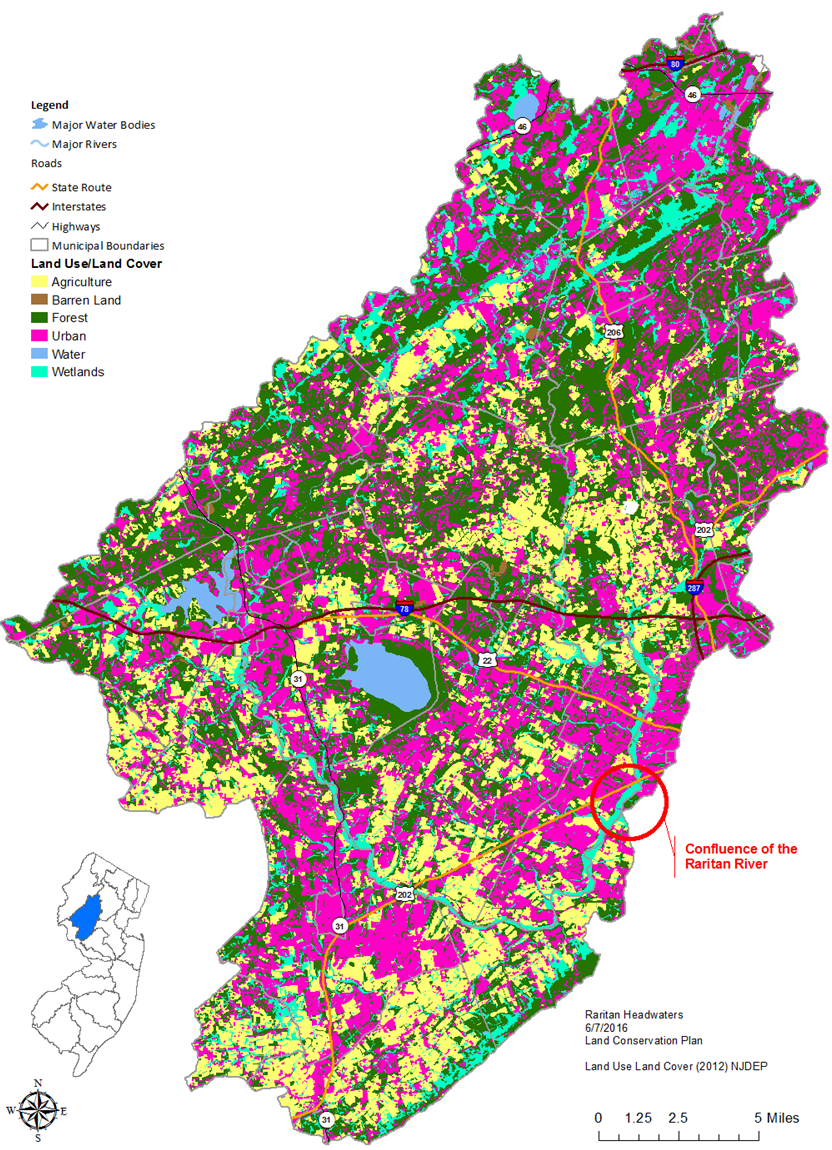 80
46
46
Legend
Major Water Bodies
Major Rivers
Roads
State Route
Interstates
Highways
Municipal Boundaries
Land Use/Land Cover
Agriculture
Barren Land
Forest
Urban
Water
Wetlands
206
202
287
78
22
31
Confluence of the
Raritan River
202
31
Raritan Headwaters
6/7/2016
Land Conservation Plan
Land Use Land Cover (2012) NJDEP
N
W E
S
0 1.25 2.5 5 Miles
31